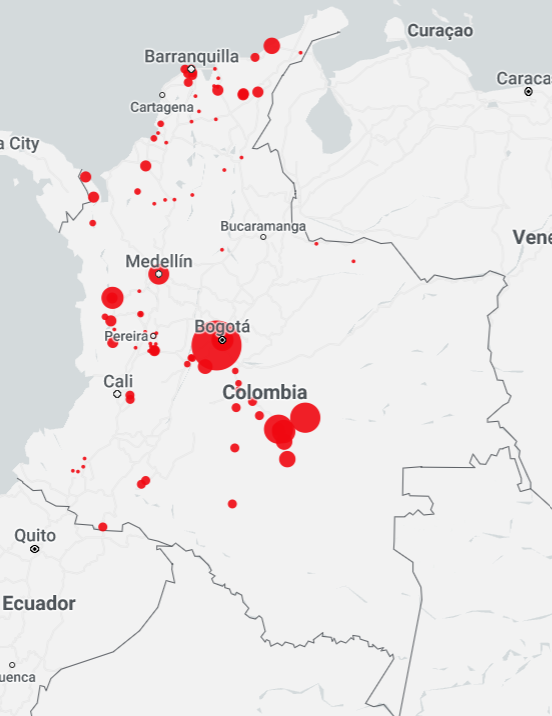 Curaçao
Barranquilla
Caraca
Cartagena
a City
Bucaramanga
Vene
Medellín
Bogotá
Pereira
Cali
Colombia
Quito
Ecuador
uenca